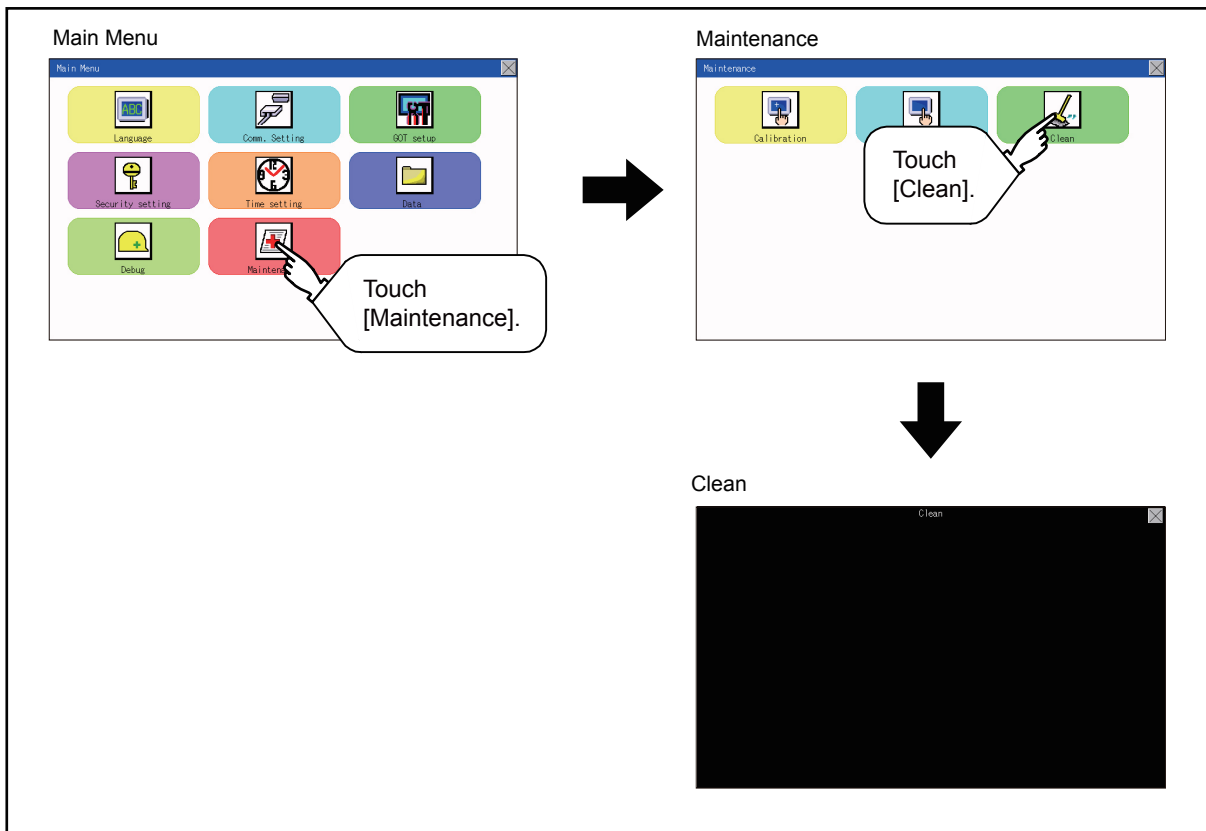 Main Menu
Main Menu
ABC
Language
Comm. Setting
GOT setup
Security setting
Time setting
Data
Debug
Touch
[Maintenance].
Maintenance
Maintenance
Calibration
Clean
Touch
[Clean].
Clean
Clean